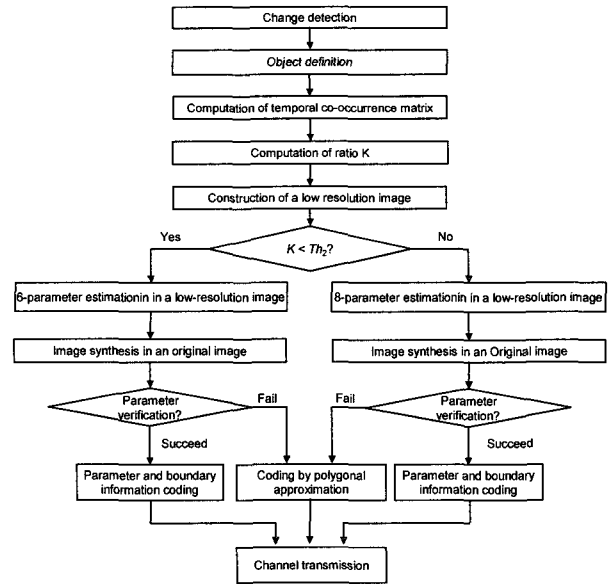 Change detection
Object definition
Computation of temporal co-occurrence matrix
Computation of ratio K
Construction of a low resolution image
Yes
K < Th₂?
No
6-parameter estimationin in a low-resolution image
8-parameter estimationin in a low-resolution image
Image synthesis in an original image
Image synthesis in an Original image
Parameter
verification?
Fail
Fail
Parameter
verification?
Succeed
Succeed
Parameter and boundary
information coding
Coding by polygonal
approximation
Parameter and boundary
information coding
Channel transmission